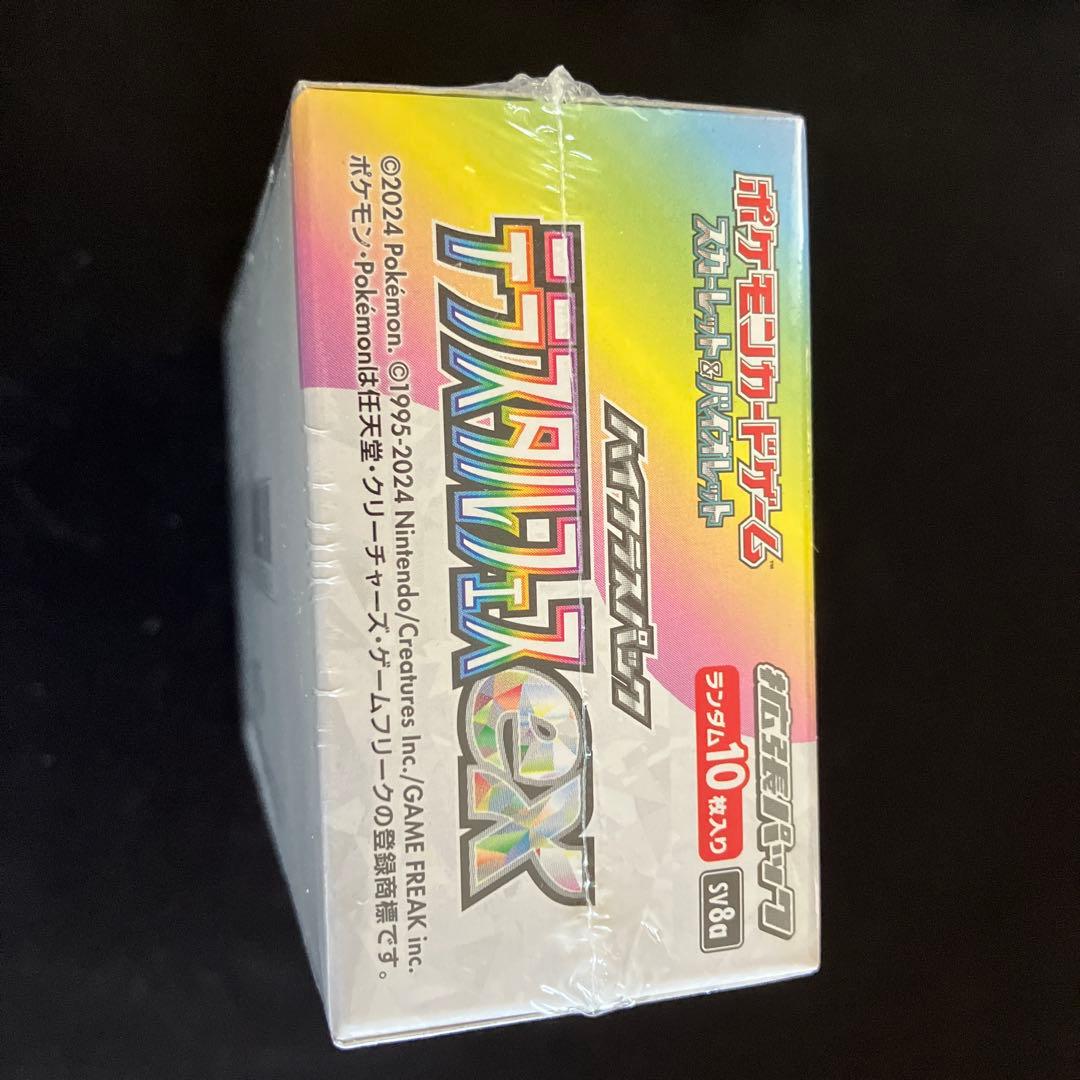 ポケモンカードゲーム™
スカーレット&バイオレット
拡張パック
ランダム10枚入り
SV8a
ハイクラスパック
テラスタルフェスex
©2024 Pokémon. ©1995-2024 Nintendo/Creatures Inc./GAME FREAK inc.
ポケモン・Pokémonは任天堂・クリーチャーズ・ゲームフリークの登録商標です。